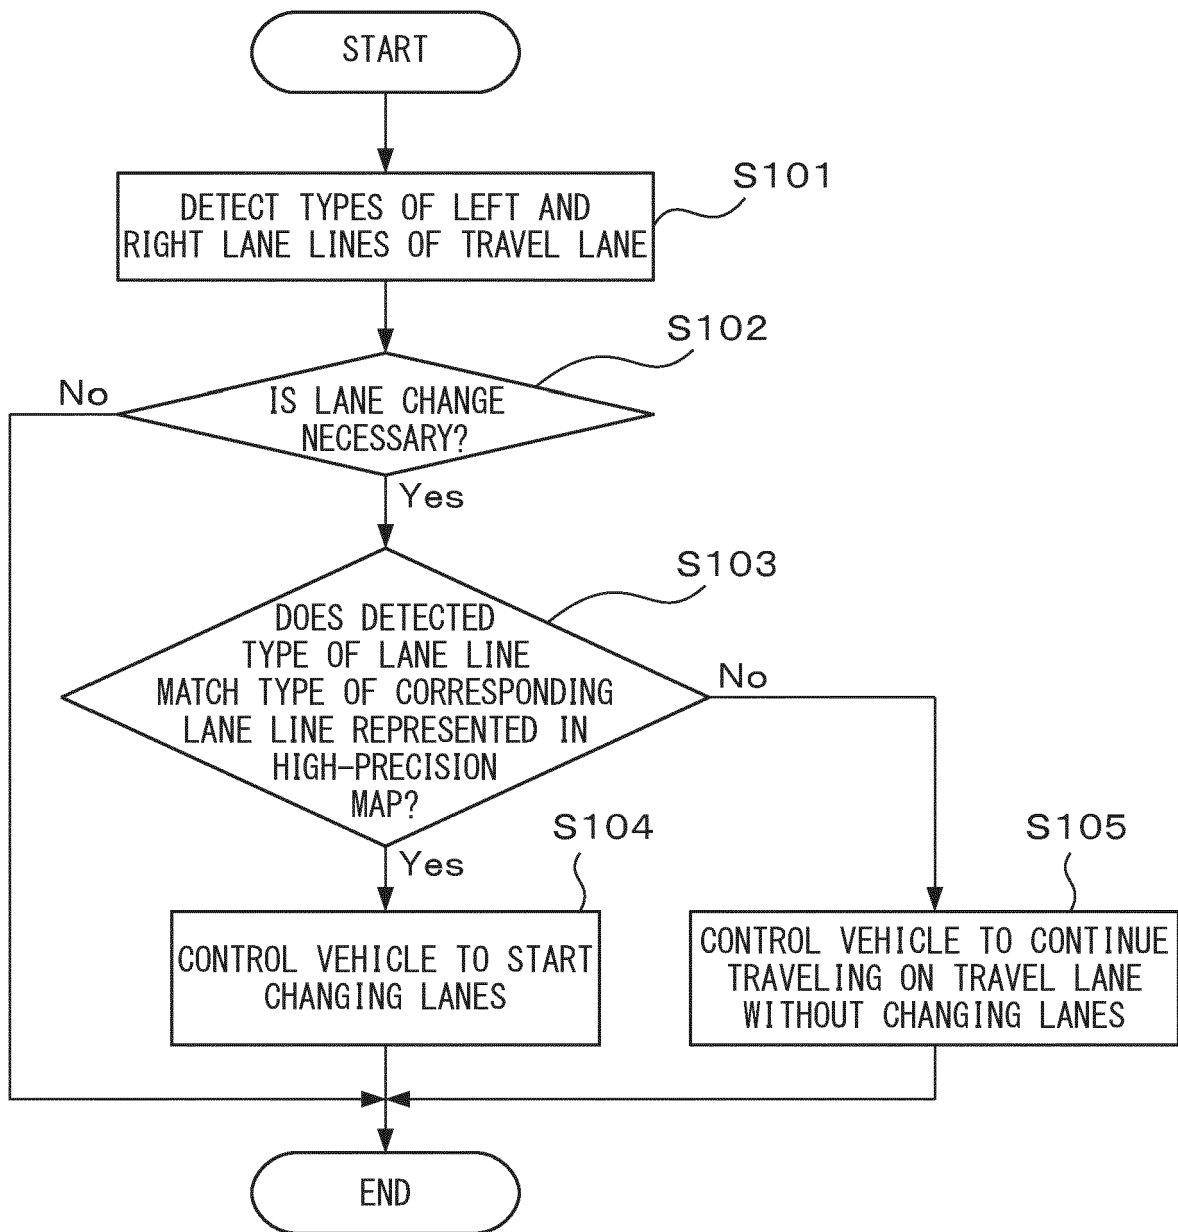 START
S101
DETECT TYPES OF LEFT AND
RIGHT LANE LINES OF TRAVEL LANE
S102
No
IS LANE CHANGE
NECESSARY?
Yes
S103
DOES DETECTED
TYPE OF LANE LINE
MATCH TYPE OF CORRESPONDING
LANE LINE REPRESENTED IN
HIGH-PRECISION
MAP?
No
Yes
S104
CONTROL VEHICLE TO START
CHANGING LANES
S105
CONTROL VEHICLE TO CONTINUE
TRAVELING ON TRAVEL LANE
WITHOUT CHANGING LANES
END